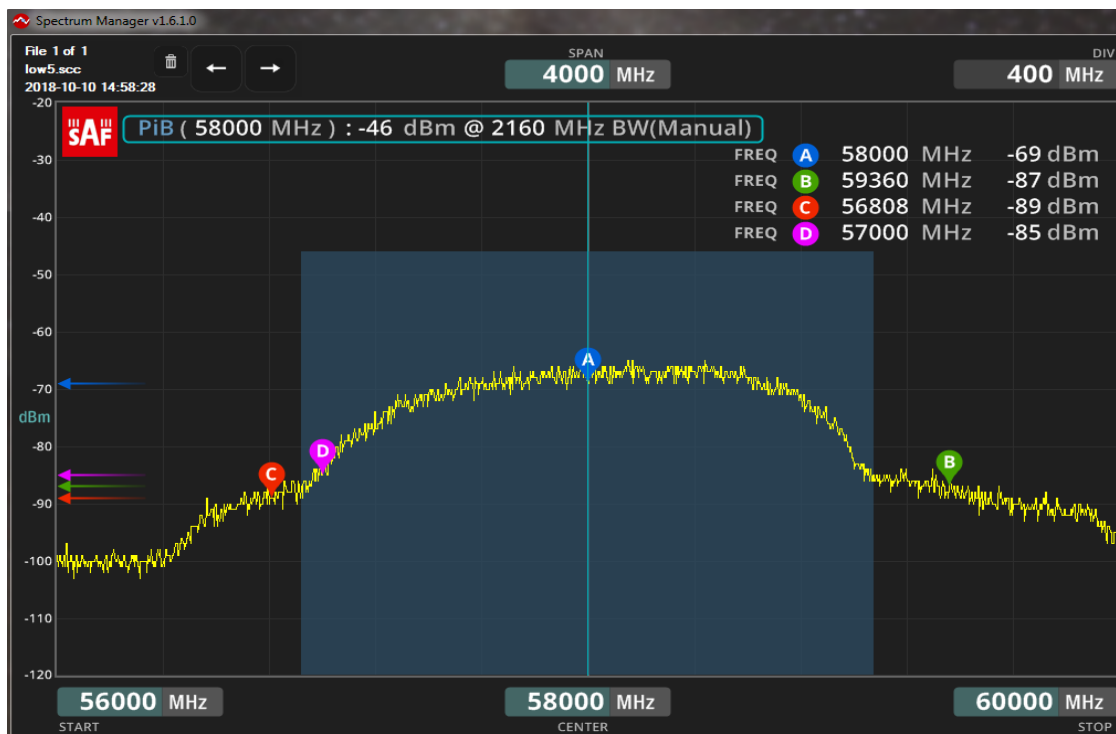 Spectrum Manager v1.6.1.0
File 1 of 1
low5.scc
2018-10-10 14:58:28
← →
SPAN
4000 MHz
DIV
400 MHz
SAF
PiB ( 58000 MHz ) : -46 dBm @ 2160 MHz BW(Manual)
FREQ A 58000 MHz -69 dBm
FREQ B 59360 MHz -87 dBm
FREQ C 56808 MHz -89 dBm
FREQ D 57000 MHz -85 dBm
-20
-30
-40
-50
-60
A
-70
dBm
-80
D
B
C
-90
-100
-110
-120
56000 MHz
START
58000 MHz
CENTER
60000 MHz
STOP